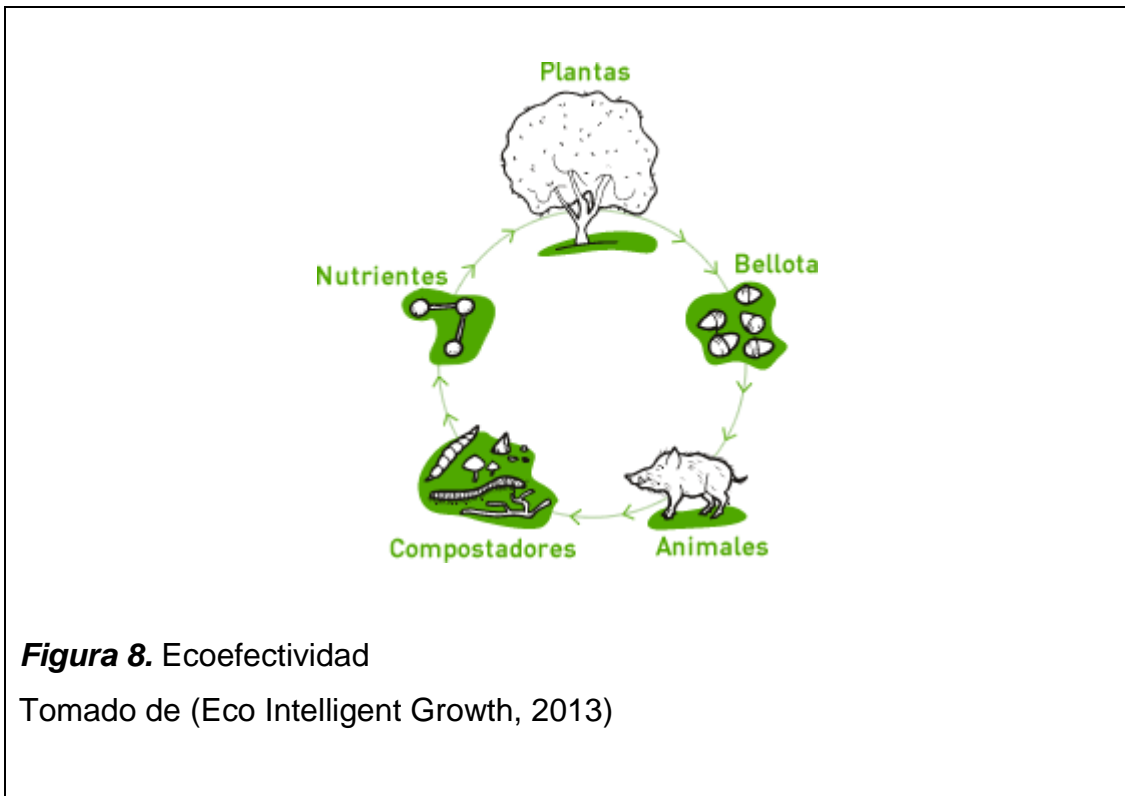 Plantas
Nutrientes
Bellota
Compostadores
Animales
Figura 8. Ecoefectividad
Tomado de (Eco Intelligent Growth, 2013)